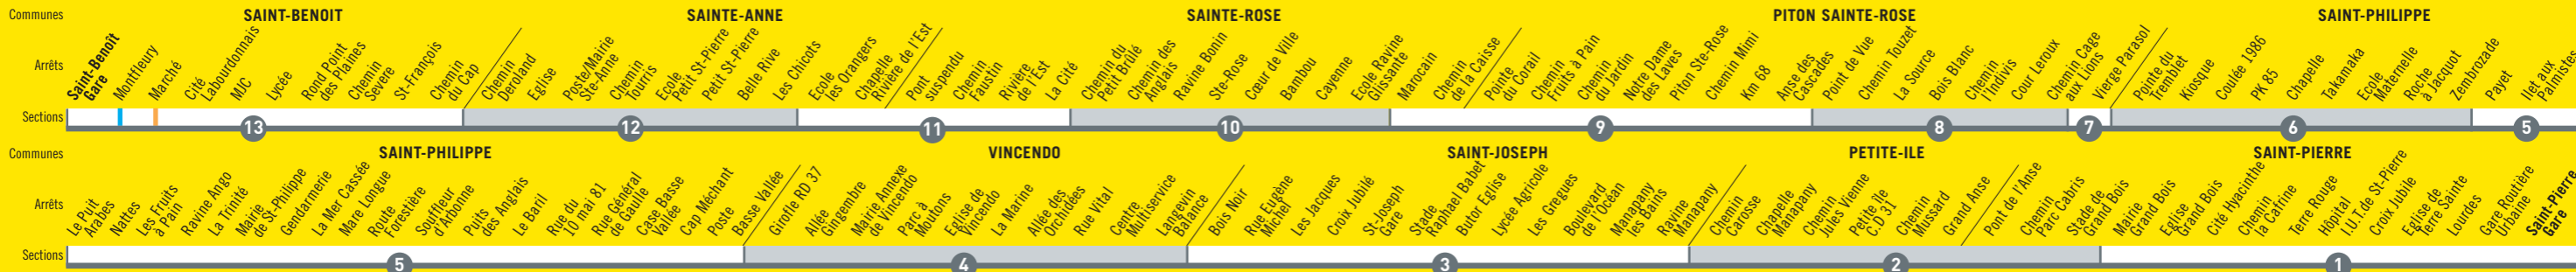 Communes SAINT-BENOIT SAINTE-ANNE SAINTE-ROSE PITON SAINTE-ROSE SAINT-PHILIPPE
Arrêts
Saint-Benoît Gare
Montfleury
Marché
Cité Labourdonnais
MJC
Lycée
Rond Point des Plaines
Chemin Severe
St-François
Chemin du Cap
Chemin Deroland
Eglise
Poste/Mairie Ste-Anne
Chemin Tourris
Ecole Petit St-Pierre
Petit St-Pierre
Belle Rive
Les Chicots
Ecole les Orangers
Chapelle Rivière de l'Est
Pont suspendu
Chemin Faustin
Rivière de l'Est
La Cité
Chemin du Petit Brûlé
Chemin des Anglais
Ravine Bonin
Ste-Rose
Cœur de Ville
Bambou
Cayenne
Ecole Ravine Glissante
Marocain
Chemin de la Caisse
Pointe du Corail
Chemin Fruits à Pain
Chemin du Jardin
Notre Dame des Laves
Piton Ste-Rose
Chemin Mimi
Km 68
Anse des Cascades
Point de Vue
Chemin Touzet
La Source
Bois Blanc
Chemin l'Indivis
Cour Leroux
Chemin Cage aux Lions
Vierge Parasol
Pointe du Tremblet
Kiosque
Coulée 1986
PK 85
Chapelle
Takamaka
Ecole Maternelle
Roche à Jacquot
Zembrozade
Payet
Ilet aux Palmistes
Sections 13 12 11 10 9 8 7 6 5
Communes SAINT-PHILIPPE VINCENDO SAINT-JOSEPH PETITE-ILE SAINT-PIERRE
Arrêts
Le Puit Arabes
Nattes
Les Fruits à Pain
Ravine Ango
La Trinité
Mairie de St-Philippe
Gendarmerie
La Mer Cassée
Mare Longue
Route Forestière
Souffleur d'Arbonne
Puits des Anglais
Le Baril
Rue du 10 mai 81
Rue Général de Gaulle
Case Basse Vallée
Cap Méchant
Poste
Basse Vallée
Girofle RD 37
Allée Gingembre
Mairie Annexe de Vincendo
Parc à Moutons
Eglise de Vincendo
La Marine
Allée des Orchidées
Rue Vital
Centre Multiservice
Langevin Balance
Bois Noir
Rue Eugène Michel
Les Jacques
Croix Jubilé
St-Joseph Gare
Stade Raphael Babet
Butor Eglise
Lycée Agricole
Les Gregues
Boulevard de l'Océan
Manapany les Bains
Ravine Manapany
Chemin Carosse
Chapelle Manapany
Chemin Jules Vienne
Petite île C.D 31
Chemin Mussard
Grand Anse
Pont de l'Anse
Chemin Parc Cabris
Stade de Grand Bois
Mairie Grand Bois
Eglise Grand Bois
Cité Hyacinthe
Chemin la Cafrine
Terre Rouge
Hôpital
I.U.T.de St-Pierre
Croix Jubile
Eglise de Terre Sainte
Lourdes
Gare Routière Urbaine
Saint-Pierre Gare
Sections 5 4 3 2 1